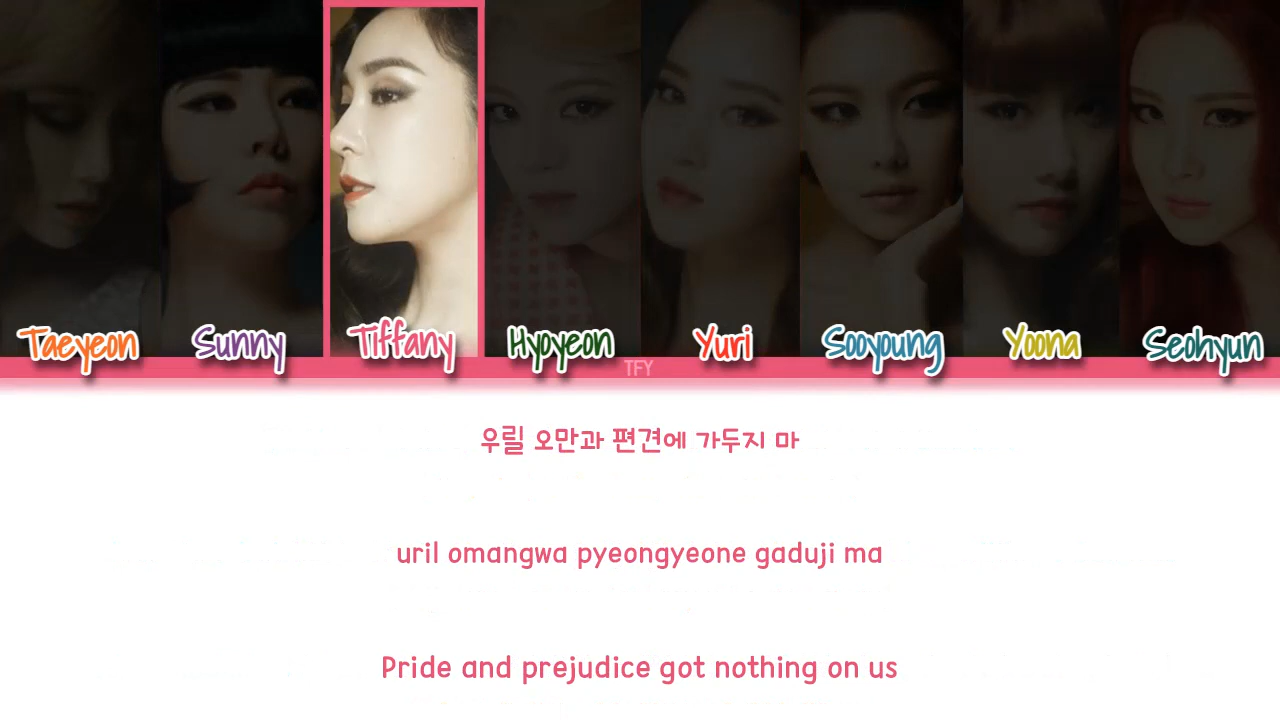 Taeyeon Sunny Tiffany Hyoyeon Yuri Sooyoung Yoona Seohyun
TFY
우릴 오만과 편견에 가두지 마
uril omangwa pyeongyeone gaduji ma
Pride and prejudice got nothing on us